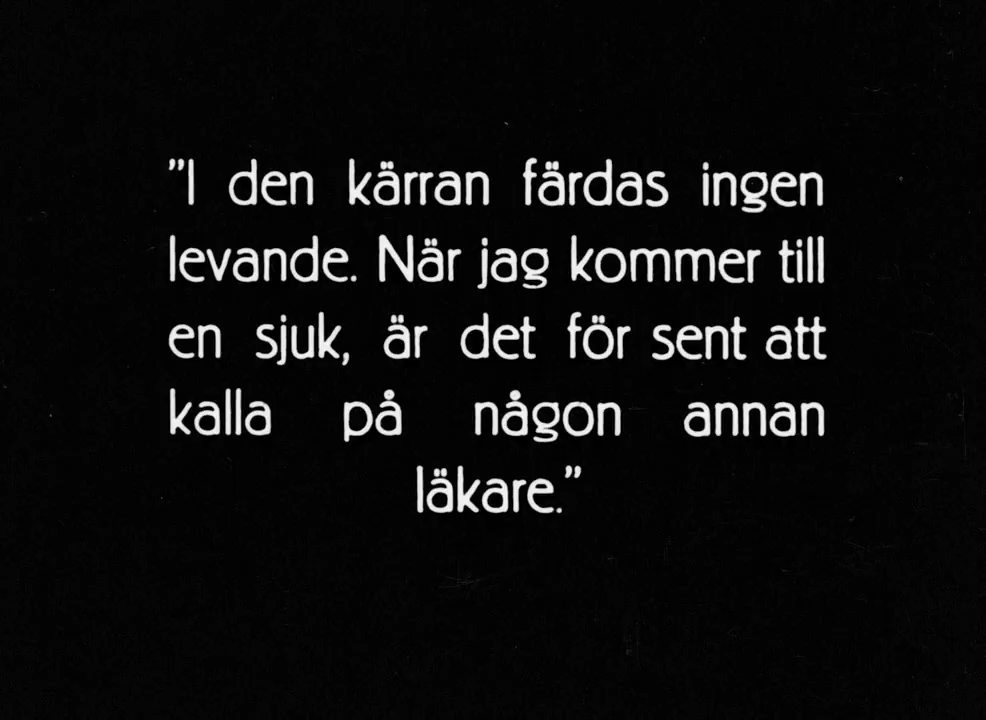 "I den kärran färdas ingen
levande. När jag kommer till
en sjuk, är det för sent att
kalla på någon annan
läkare."